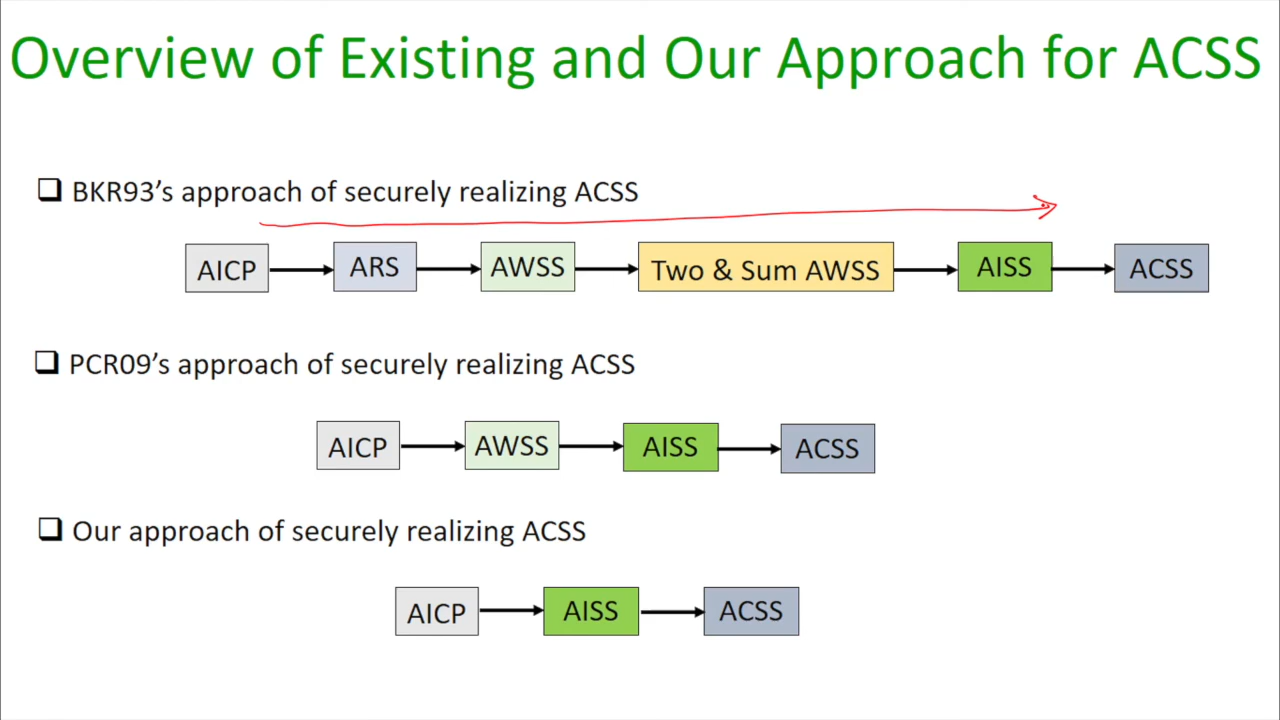 Overview of Existing and Our Approach for ACSS
BKR93’s approach of securely realizing ACSS
AICP ARS AWSS Two & Sum AWSS AISS ACSS
PCR09’s approach of securely realizing ACSS
AICP AWSS AISS ACSS
Our approach of securely realizing ACSS
AICP AISS ACSS